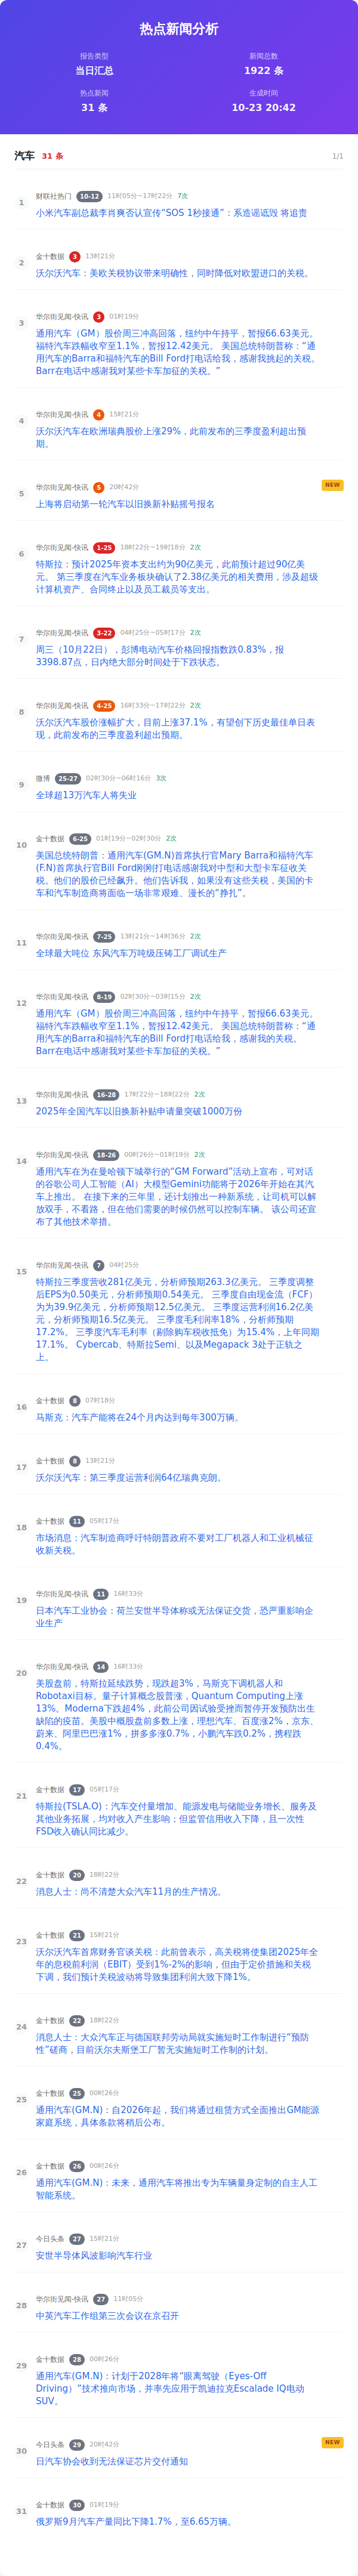 热点新闻分析
报告类型
当日汇总
新闻总数
1922 条
热点新闻
31 条
生成时间
10-23 20:42
汽车 31 条 1/1
1
财联社热门 10-12 11时05分~17时22分 7次
小米汽车副总裁李肖爽否认宣传“SOS 1秒接通”：系造谣诋毁 将追责
2
金十数据 3 13时21分
沃尔沃汽车：美欧关税协议带来明确性，同时降低对欧盟进口的关税。
3
华尔街见闻-快讯 3 01时19分
通用汽车（GM）股价周三冲高回落，纽约中午持平，暂报66.63美元。
福特汽车跌幅收窄至1.1%，暂报12.42美元。 美国总统特朗普称：“通
用汽车的Barra和福特汽车的Bill Ford打电话给我，感谢我挑起的关税。
Barr在电话中感谢我对某些卡车加征的关税。”
4
华尔街见闻-快讯 4 15时21分
沃尔沃汽车在欧洲瑞典股价上涨29%，此前发布的三季度盈利超出预
期。
5
华尔街见闻-快讯 5 20时42分
NEW
上海将启动第一轮汽车以旧换新补贴摇号报名
6
华尔街见闻-快讯 1-25 18时22分~19时18分 2次
特斯拉：预计2025年资本支出约为90亿美元，此前预计超过90亿美
元。 第三季度在汽车业务板块确认了2.38亿美元的相关费用，涉及超级
计算机资产、合同终止以及员工裁员等支出。
7
华尔街见闻-快讯 3-22 04时25分~05时17分 2次
周三（10月22日），彭博电动汽车价格回报指数跌0.83%，报
3398.87点，日内绝大部分时间处于下跌状态。
8
华尔街见闻-快讯 4-25 16时33分~17时22分 2次
沃尔沃汽车股价涨幅扩大，目前上涨37.1%，有望创下历史最佳单日表
现，此前发布的三季度盈利超出预期。
9
微博 25-27 02时30分~06时16分 3次
全球超13万汽车人将失业
10
金十数据 6-25 01时19分~02时30分 2次
美国总统特朗普：通用汽车(GM.N)首席执行官Mary Barra和福特汽车
(F.N)首席执行官Bill Ford刚刚打电话感谢我对中型和大型卡车征收关
税。他们的股价已经飙升。他们告诉我，如果没有这些关税，美国的卡
车和汽车制造商将面临一场非常艰难、漫长的“挣扎”。
11
华尔街见闻-快讯 7-25 13时21分~14时36分 2次
全球最大吨位 东风汽车万吨级压铸工厂调试生产
12
华尔街见闻-快讯 8-19 02时30分~03时15分 2次
通用汽车（GM）股价周三冲高回落，纽约中午持平，暂报66.63美元。
福特汽车跌幅收窄至1.1%，暂报12.42美元。 美国总统特朗普称：“通
用汽车的Barra和福特汽车的Bill Ford打电话给我，感谢我的关税。
Barr在电话中感谢我对某些卡车加征的关税。”
13
华尔街见闻-快讯 16-28 17时22分~18时22分 2次
2025年全国汽车以旧换新补贴申请量突破1000万份
14
华尔街见闻-快讯 18-26 00时26分~01时19分 2次
通用汽车在为在曼哈顿下城举行的“GM Forward”活动上宣布，可对话
的谷歌公司人工智能（AI）大模型Gemini功能将于2026年开始在其汽
车上推出。 在接下来的三年里，还计划推出一种新系统，让司机可以解
放双手，不看路，但在他们需要的时候仍然可以控制车辆。 该公司还宣
布了其他技术举措。
15
华尔街见闻-快讯 7 04时25分
特斯拉三季度营收281亿美元，分析师预期263.3亿美元。 三季度调整
后EPS为0.50美元，分析师预期0.54美元。 三季度自由现金流（FCF）
为为39.9亿美元，分析师预期12.5亿美元。 三季度运营利润16.2亿美
元，分析师预期16.5亿美元。 三季度毛利润率18%，分析师预期
17.2%。 三季度汽车毛利率（剔除购车税收抵免）为15.4%，上年同期
17.1%。 Cybercab、特斯拉Semi、以及Megapack 3处于正轨之
上。
16
金十数据 8 07时18分
马斯克：汽车产能将在24个月内达到每年300万辆。
17
金十数据 8 13时21分
沃尔沃汽车：第三季度运营利润64亿瑞典克朗。
18
金十数据 11 05时17分
市场消息：汽车制造商呼吁特朗普政府不要对工厂机器人和工业机械征
收新关税。
19
华尔街见闻-快讯 11 16时33分
日本汽车工业协会：荷兰安世半导体称或无法保证交货，恐严重影响企
业生产
20
华尔街见闻-快讯 14 16时33分
美股盘前，特斯拉延续跌势，现跌超3%，马斯克下调机器人和
Robotaxi目标。量子计算概念股普涨，Quantum Computing上涨
13%。Moderna下跌超4%，此前公司因试验受挫而暂停开发预防出生
缺陷的疫苗。美股中概股盘前多数上涨，理想汽车、百度涨2%，京东、
蔚来、阿里巴巴涨1%，拼多多涨0.7%，小鹏汽车跌0.2%，携程跌
0.4%。
21
金十数据 17 05时17分
特斯拉(TSLA.O)：汽车交付量增加、能源发电与储能业务增长、服务及
其他业务拓展，均对收入产生影响；但监管信用收入下降，且一次性
FSD收入确认同比减少。
22
金十数据 20 18时22分
消息人士：尚不清楚大众汽车11月的生产情况。
23
金十数据 21 15时21分
沃尔沃汽车首席财务官谈关税：此前曾表示，高关税将使集团2025年全
年的息税前利润（EBIT）受到1%-2%的影响，但由于定价措施和关税
下调，我们预计关税波动将导致集团利润大致下降1%。
24
金十数据 22 18时22分
消息人士：大众汽车正与德国联邦劳动局就实施短时工作制进行“预防
性”磋商，目前沃尔夫斯堡工厂暂无实施短时工作制的计划。
25
金十数据 25 00时26分
通用汽车(GM.N)：自2026年起，我们将通过租赁方式全面推出GM能源
家庭系统，具体条款将稍后公布。
26
金十数据 26 00时26分
通用汽车(GM.N)：未来，通用汽车将推出专为车辆量身定制的自主人工
智能系统。
27
今日头条 27 15时21分
安世半导体风波影响汽车行业
28
华尔街见闻-快讯 27 11时05分
中英汽车工作组第三次会议在京召开
29
金十数据 28 00时26分
通用汽车(GM.N)：计划于2028年将“眼离驾驶（Eyes-Off
Driving）”技术推向市场，并率先应用于凯迪拉克Escalade IQ电动
SUV。
30
今日头条 29 20时42分
NEW
日汽车协会收到无法保证芯片交付通知
31
金十数据 30 01时19分
俄罗斯9月汽车产量同比下降1.7%，至6.65万辆。